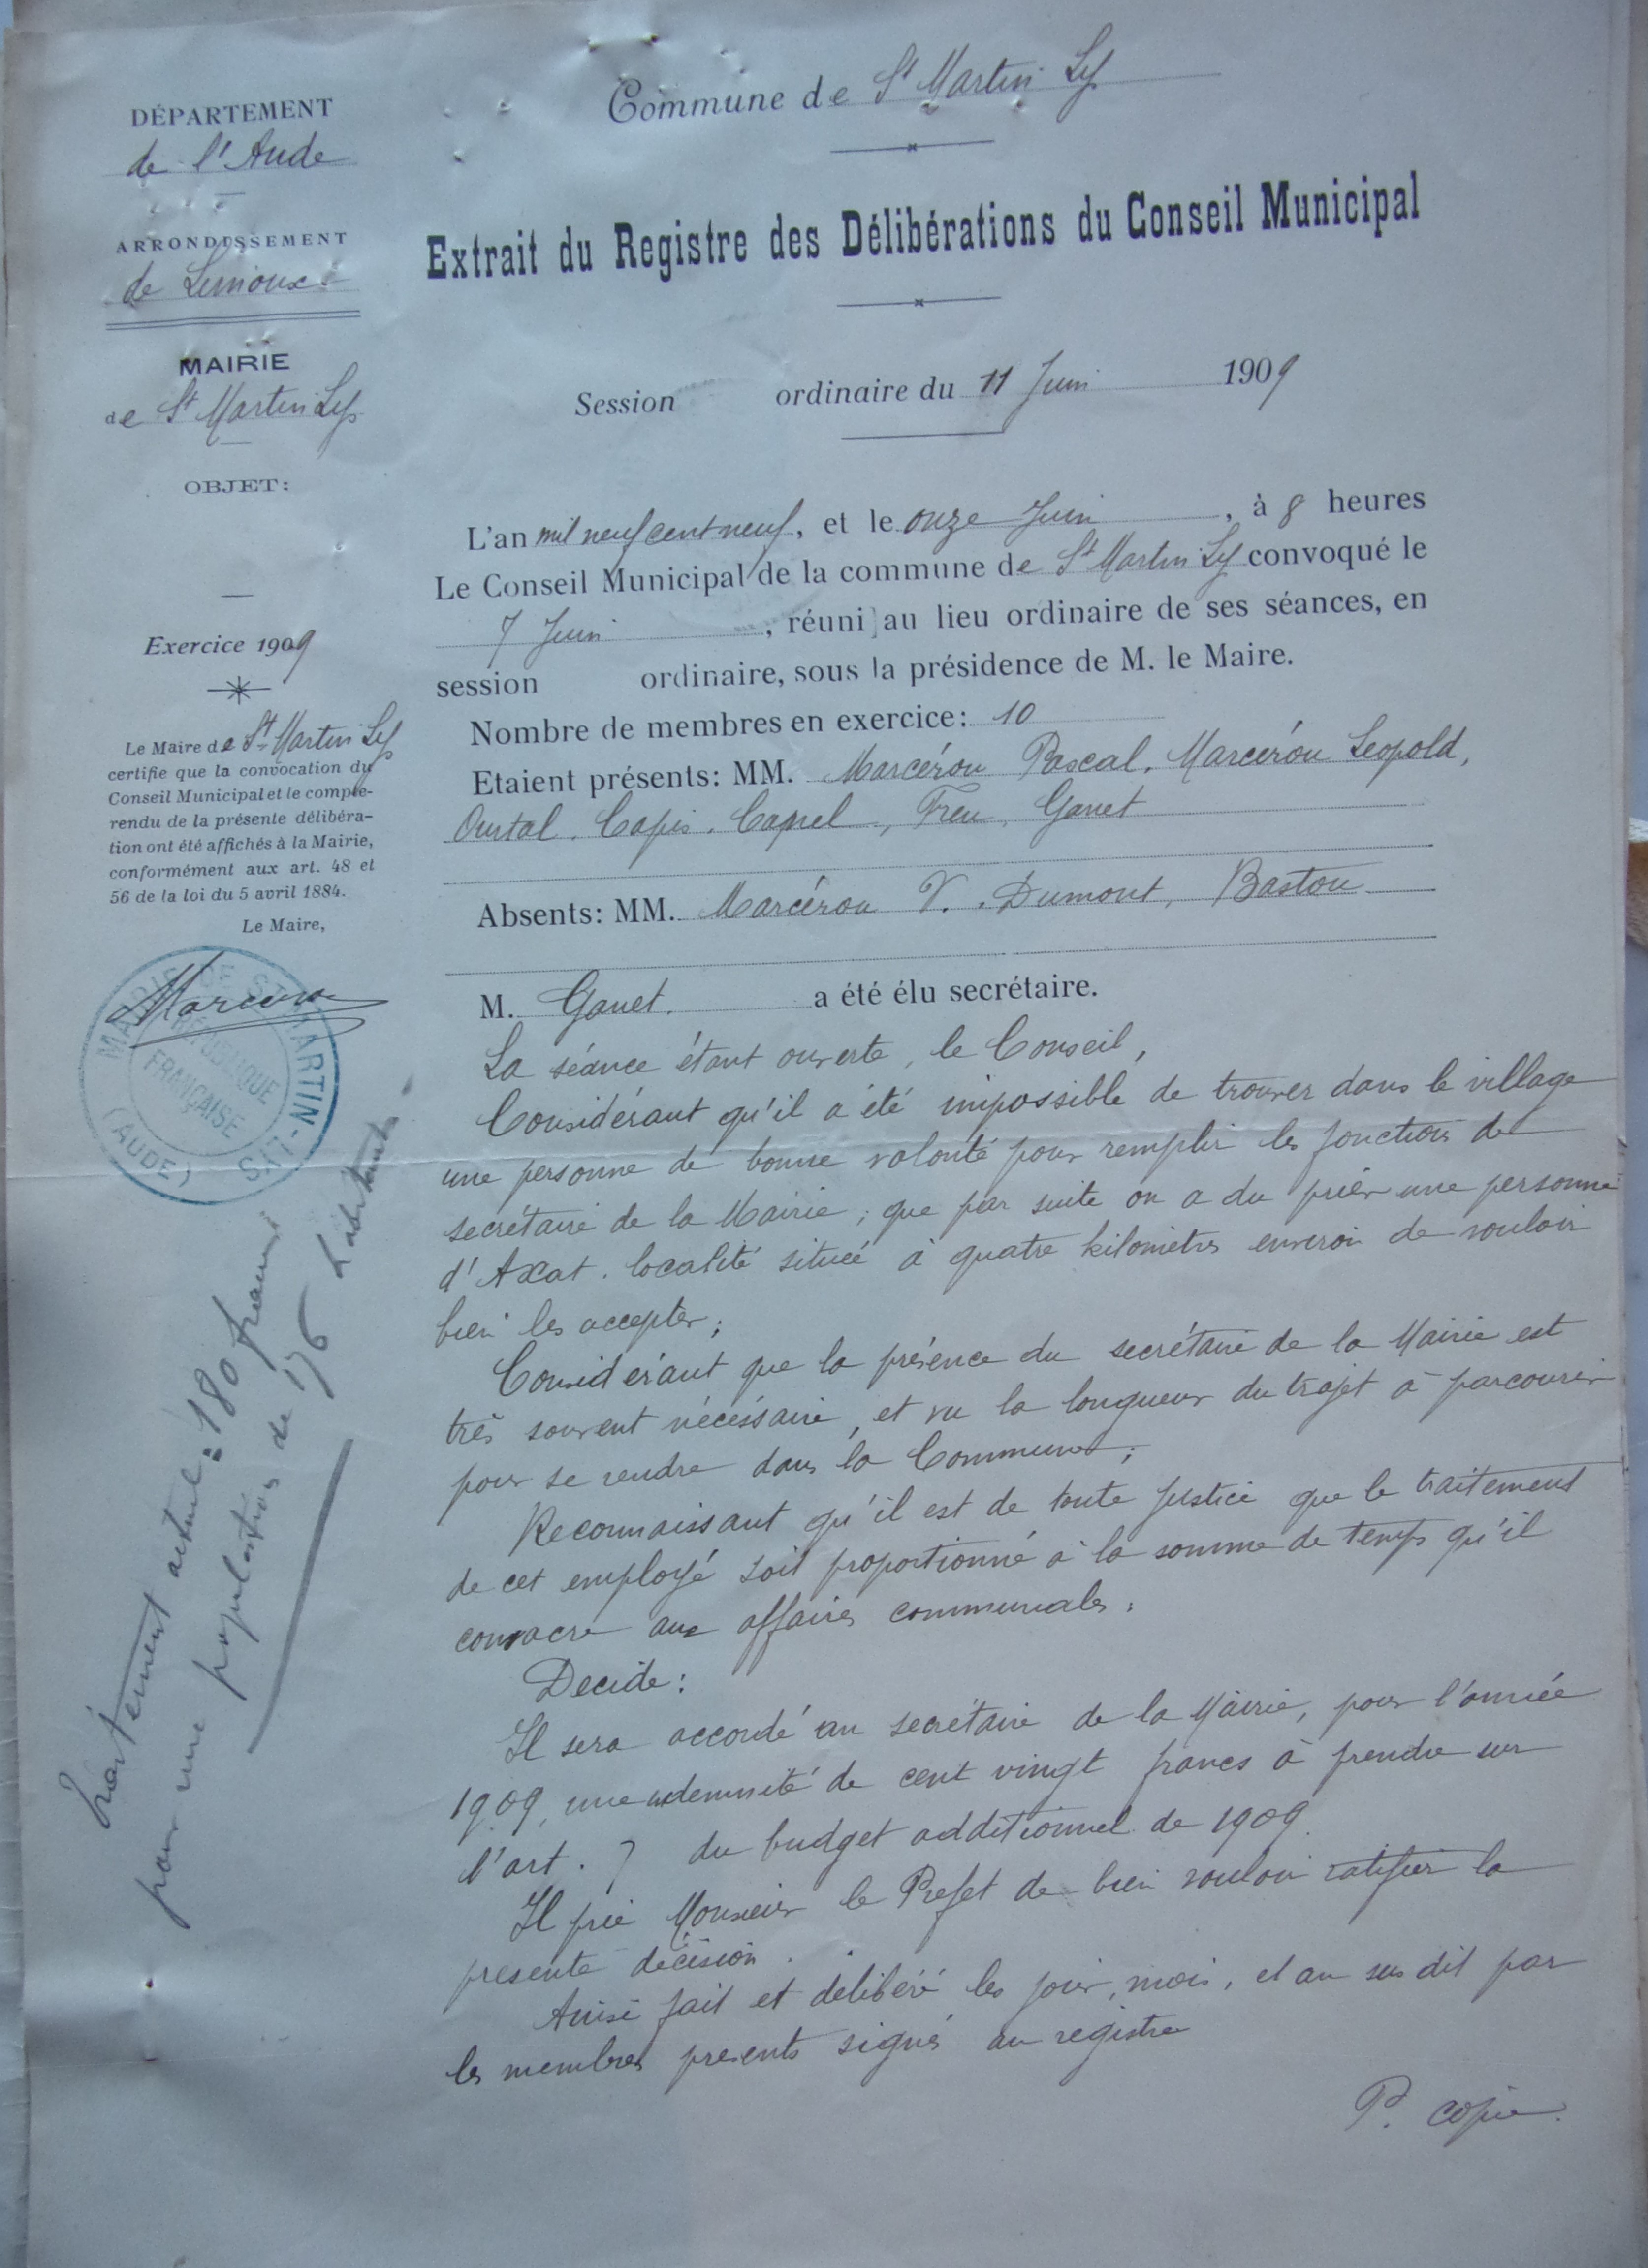 DÉPARTEMENT
de l'Aude
ARRONDISSEMENT
de Limoux
MAIRIE
de St Martin Lys
OBJET:
Exercice 1909
Le Maire de St Martin Lys
certifie que la convocation du
Conseil Municipal et le compte-
rendu de la présente délibéra-
tion ont été affichés à la Mairie,
conformément aux art. 48 et
56 de la loi du 5 avril 1884.
Le Maire,
MAIRIE DE ST MARTIN-LYS
(AUDE)
RÉPUBLIQUE
FRANÇAISE
traitement actuel = 180 francs
pour une population de 176 habitants.
Commune de St Martin Lys
Extrait du Registre des Délibérations du Conseil Municipal
Session ordinaire du 11 Juin 1909
L'an mil neuf cent neuf, et le onze Juin, à 8 heures
Le Conseil Municipal de la commune de St Martin Lys convoqué le
7 Juin, réuni au lieu ordinaire de ses séances, en
session ordinaire, sous la présidence de M. le Maire.
Nombre de membres en exercice: 10
Etaient présents: MM. Marcérou Pascal, Marcérou Leopold,
Ourtal, Capis, Capel, Freu, Ganet
Absents: MM. Marcérou V., Dumont, Bastou
M. Ganet. a été élu secrétaire.
La séance étant ouverte, le Conseil,
Considérant qu'il a été impossible de trouver dans le village
une personne de bonne volonté pour remplir les fonctions de
secrétaire de la Mairie; que par suite on a du prier une personne
d'Axat. localité située à quatre kilomètres environ de vouloir
bien les accepter;
Considérant que la présence du secrétaire de la Mairie est
très souvent nécéssaire, et vu la longueur du trajet à parcourir
pour se rendre dans la Commune;
Reconnaissant qu'il est de toute justice que le traitement
de cet employé soit proportionné à la somme de temps qu'il
consacre aux affaires communales;
Decide:
Il sera accordé au secrétaire de la Mairie, pour l'année
1909, une indemnité de cent vingt francs à prendre sur
l'art. 7 du budget additionnel de 1909.
Il prie Monsieur le Prefet de bien vouloir ratifier la
presente décision.
Ainsi fait et délibéré les jour, mois, et an sus dit par
les membres presents signés au registre
P. copie.